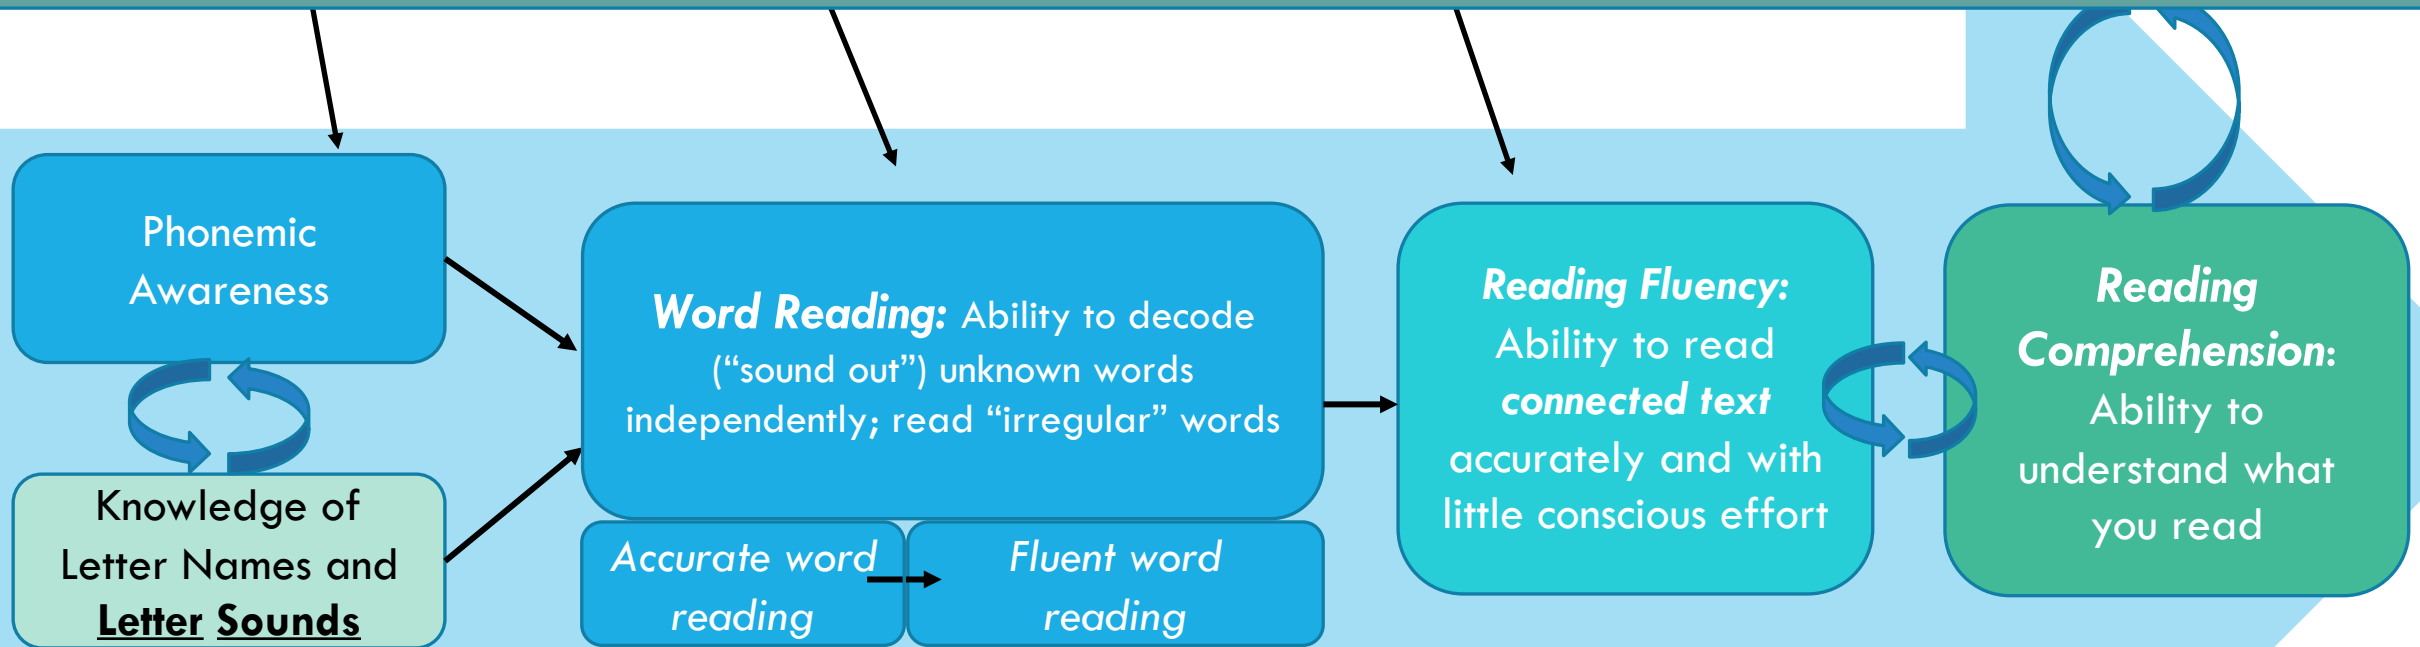 Phonemic
Awareness
Knowledge of
Letter Names and
Letter Sounds
Word Reading: Ability to decode
(“sound out”) unknown words
independently; read “irregular” words
Accurate word
reading
Fluent word
reading
Reading Fluency:
Ability to read
connected text
accurately and with
little conscious effort
Reading
Comprehension:
Ability to
understand what
you read